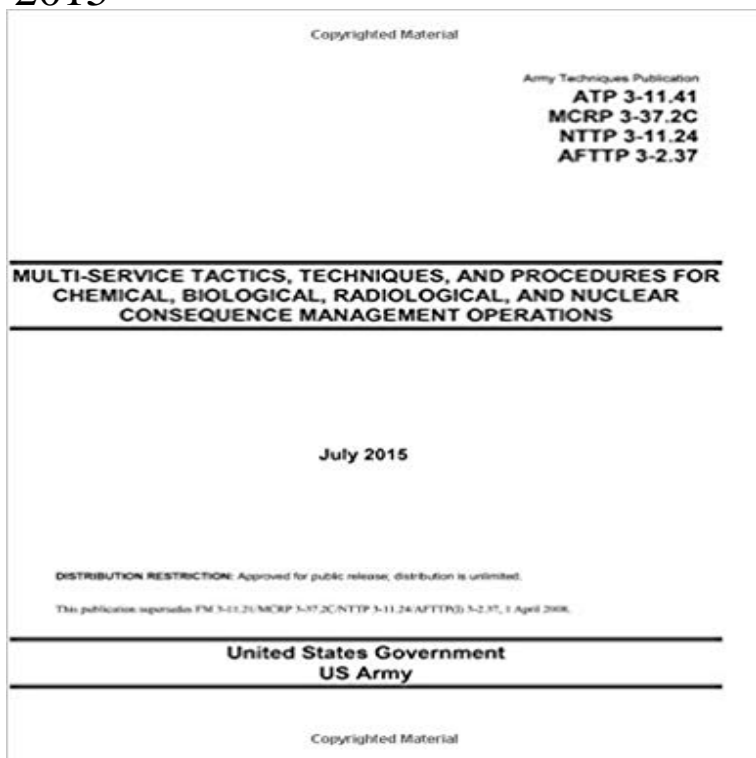 2015
Copyrighted Material
Army Techniques Publication
ATP 3-11.41
MCRP 3-37.2C
NTTP 3-11.24
AFTTP 3-2.37
MULTI-SERVICE TACTICS, TECHNIQUES, AND PROCEDURES FOR
CHEMICAL, BIOLOGICAL, RADIOLOGICAL, AND NUCLEAR
CONSEQUENCE MANAGEMENT OPERATIONS
July 2015
DISTRIBUTION RESTRICTION: Approved for public release; distribution is unlimited.
This publication supersedes FM 3-11.21/MCRP 3-37.2C/NTTP 3-11.24/AFTTP(I) 3-2.37, 1 April 2008.
United States Government
US Army
Copyrighted Material